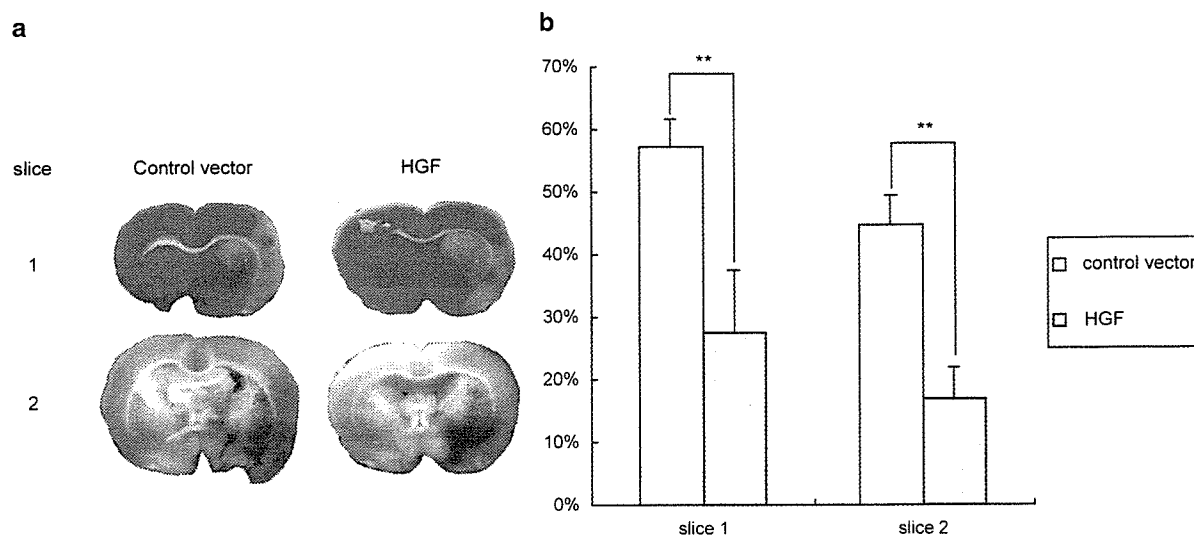 a
slice
Control vector
HGF
1
2
b
70%
60%
50%
40%
30%
20%
10%
0%
**
**
slice 1
slice 2
control vector
HGF